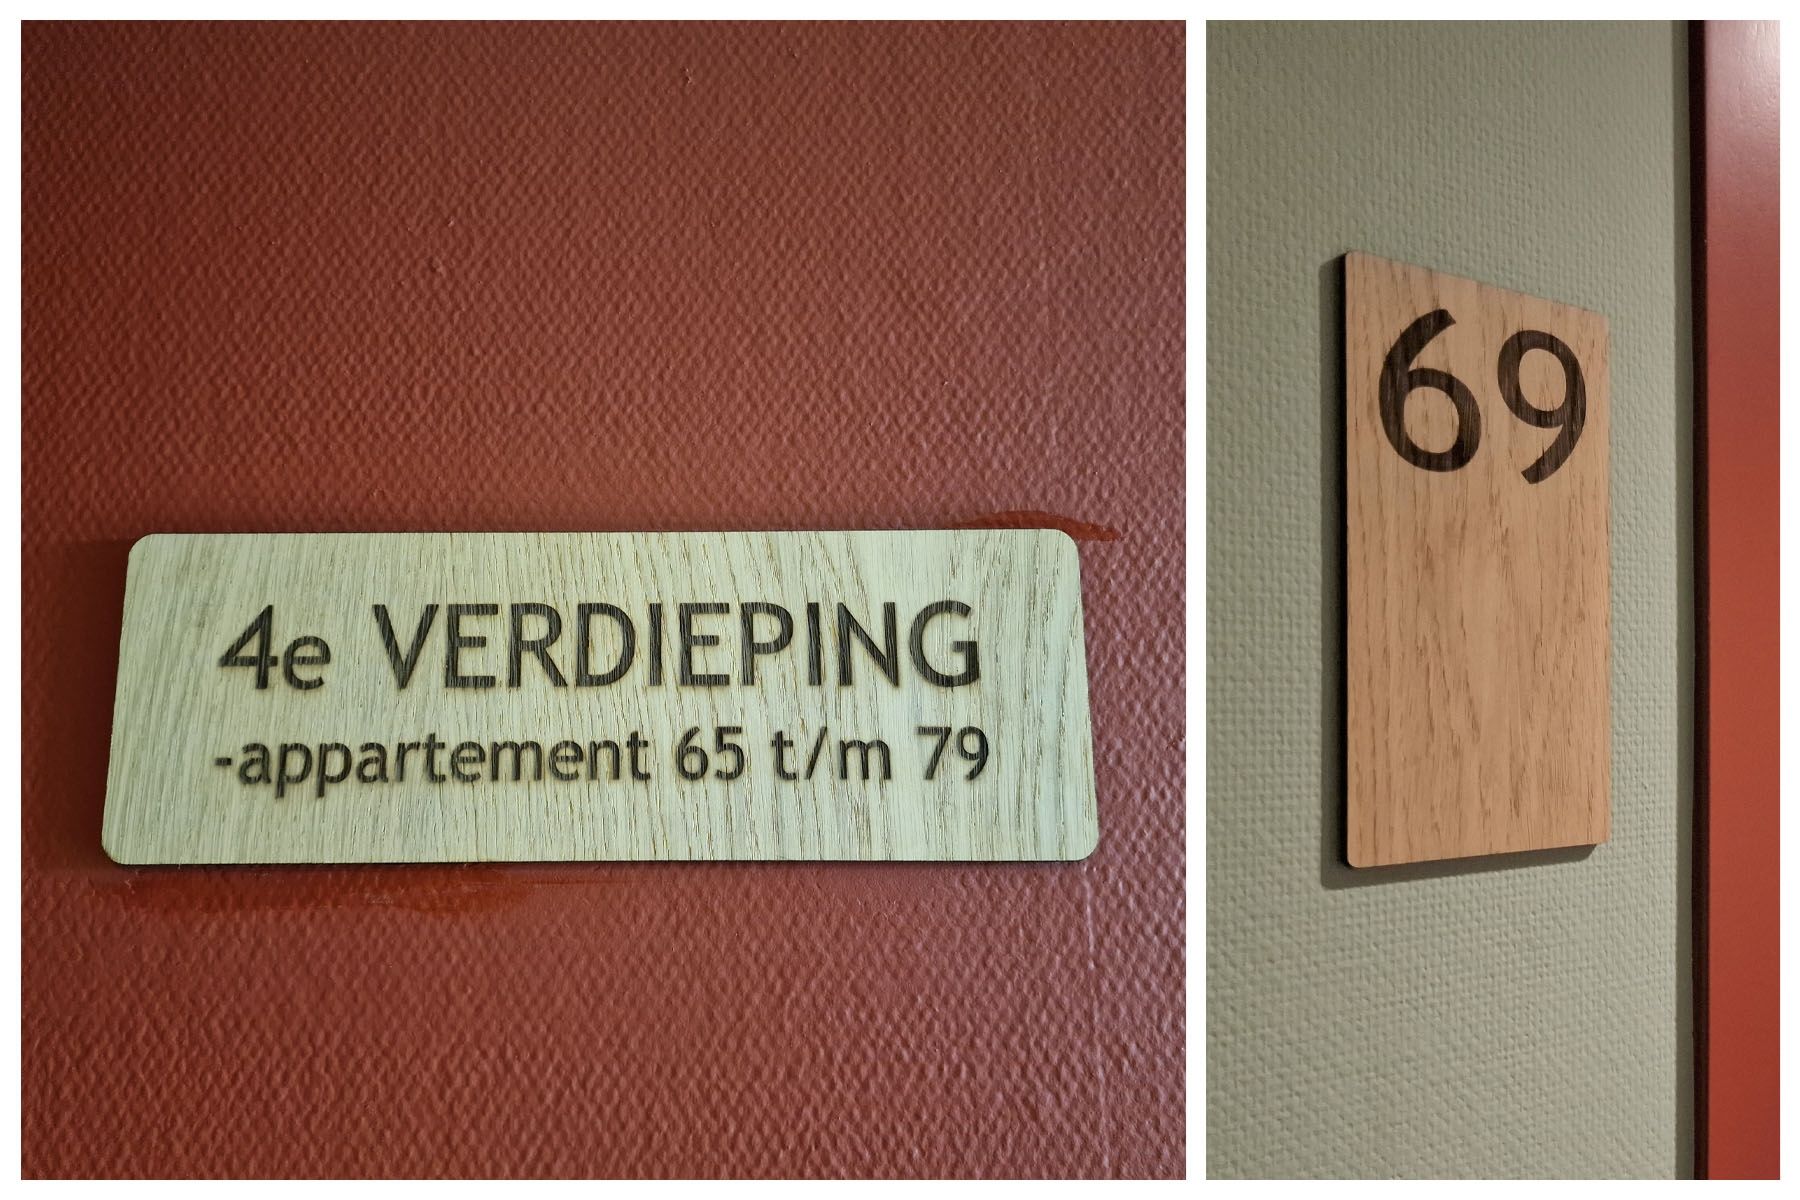 4e VERDIEPING
-appartement 65 t/m 79
69